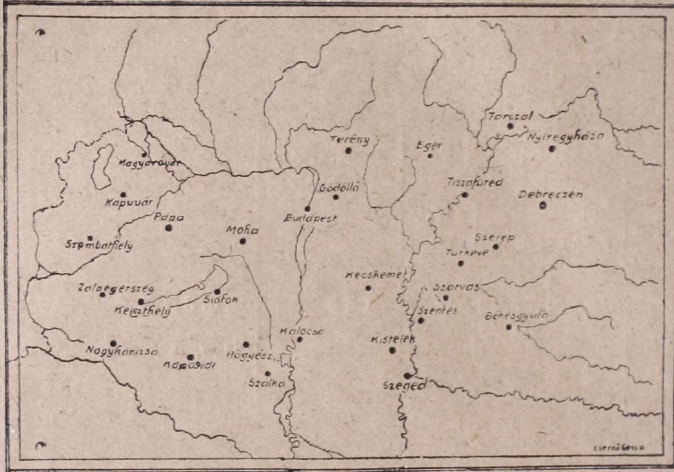 Tarczal
Terény
Eger
Nyiregyháza
Magyaróvár
Tiszafüred
Kapuvár
Gödöllő
Debreczen
Budapest
Pápa
Moha
Szombathely
Szerep
Turkeve
Zalaegerszeg
Siófok
Kecskemét
Szarvas
Keszthely
Szentes
Békésgyula
Kalocsa
Kistelek
Nagykanizsa
Hőgyész
Szalka
Szeged